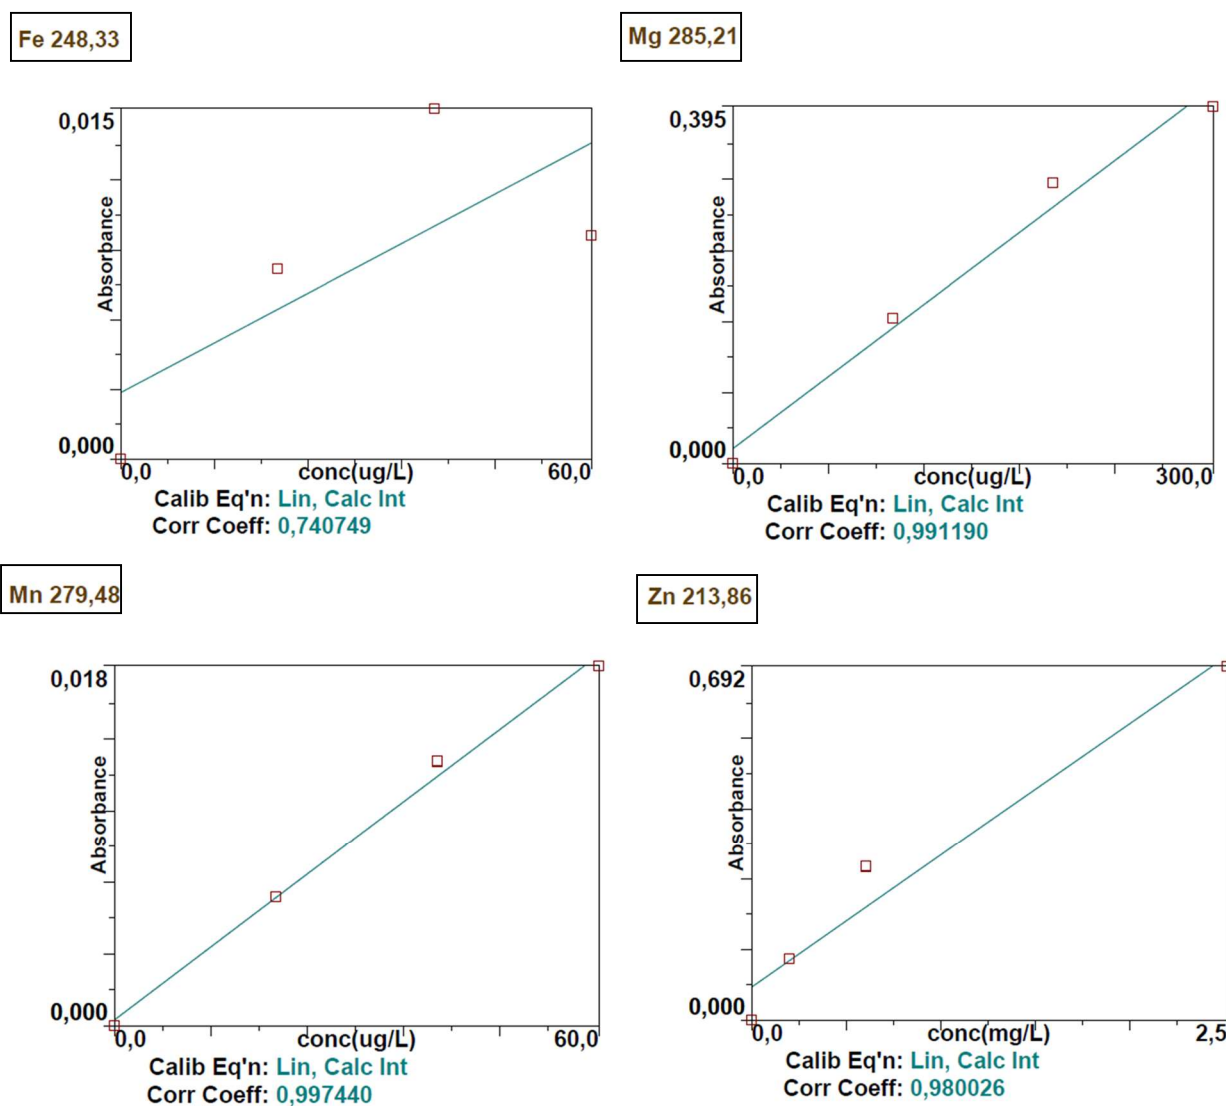 Fe 248,33
0,015
Absorbance
0,000
0,0
conc(ug/L)
60,0
Calib Eq'n: Lin, Calc Int
Corr Coeff: 0,740749
Mg 285,21
0,395
Absorbance
0,000
0,0
conc(ug/L)
300,0
Calib Eq'n: Lin, Calc Int
Corr Coeff: 0,991190
Mn 279,48
0,018
Absorbance
0,000
0,0
conc(ug/L)
60,0
Calib Eq'n: Lin, Calc Int
Corr Coeff: 0,997440
Zn 213,86
0,692
Absorbance
0,000
0,0
conc(mg/L)
2,5
Calib Eq'n: Lin, Calc Int
Corr Coeff: 0,980026